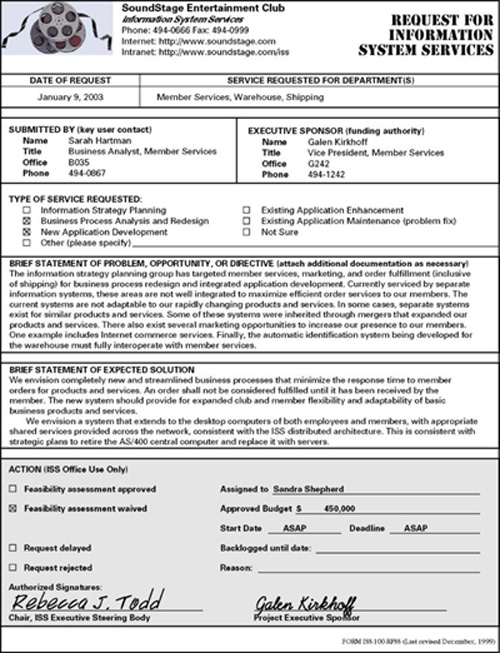 SoundStage Entertainment Club
Information System Services
Phone: 494-0666 Fax: 494-0999
Internet: http://www.soundstage.com
Intranet: http://www.soundstage.com/iss
REQUEST FOR
INFORMATION
SYSTEM SERVICES
DATE OF REQUEST
SERVICE REQUESTED FOR DEPARTMENT(S)
January 9, 2003
Member Services, Warehouse, Shipping
SUBMITTED BY (key user contact)
Name Sarah Hartman
Title Business Analyst, Member Services
Office B035
Phone 494-0867
EXECUTIVE SPONSOR (funding authority)
Name Galen Kirkhoff
Title Vice President, Member Services
Office G242
Phone 494-1242
TYPE OF SERVICE REQUESTED:
☐ Information Strategy Planning
☒ Business Process Analysis and Redesign
☒ New Application Development
☐ Other (please specify)
☐ Existing Application Enhancement
☐ Existing Application Maintenance (problem fix)
☐ Not Sure
BRIEF STATEMENT OF PROBLEM, OPPORTUNITY, OR DIRECTIVE (attach additional documentation as necessary)
The information strategy planning group has targeted member services, marketing, and order fulfillment (inclusive
of shipping) for business process redesign and integrated application development. Currently serviced by separate
information systems, these areas are not well integrated to maximize efficient order services to our members. The
current systems are not adaptable to our rapidly changing products and services. In some cases, separate systems
exist for similar products and services. Some of these systems were inherited through mergers that expanded our
products and services. There also exist several marketing opportunities to increase our presence to our members.
One example includes Internet commerce services. Finally, the automatic identification system being developed for
the warehouse must fully interoperate with member services.
BRIEF STATEMENT OF EXPECTED SOLUTION
We envision completely new and streamlined business processes that minimize the response time to member
orders for products and services. An order shall not be considered fulfilled until it has been received by the
member. The new system should provide for expanded club and member flexibility and adaptability of basic
business products and services.
We envision a system that extends to the desktop computers of both employees and members, with appropriate
shared services provided across the network, consistent with the ISS distributed architecture. This is consistent with
strategic plans to retire the AS/400 central computer and replace it with servers.
ACTION (ISS Office Use Only)
☐ Feasibility assessment approved
☒ Feasibility assessment waived
☐ Request delayed
☐ Request rejected
Assigned to Sandra Shepherd
Approved Budget $ 450,000
Start Date ASAP Deadline ASAP
Backlogged until date:
Reason:
Authorized Signatures:
Rebecca J. Todd
Chair, ISS Executive Steering Body
Galen Kirkhoff
Project Executive Sponsor
FORM ISS-100-RFSS (Last revised December, 1999)